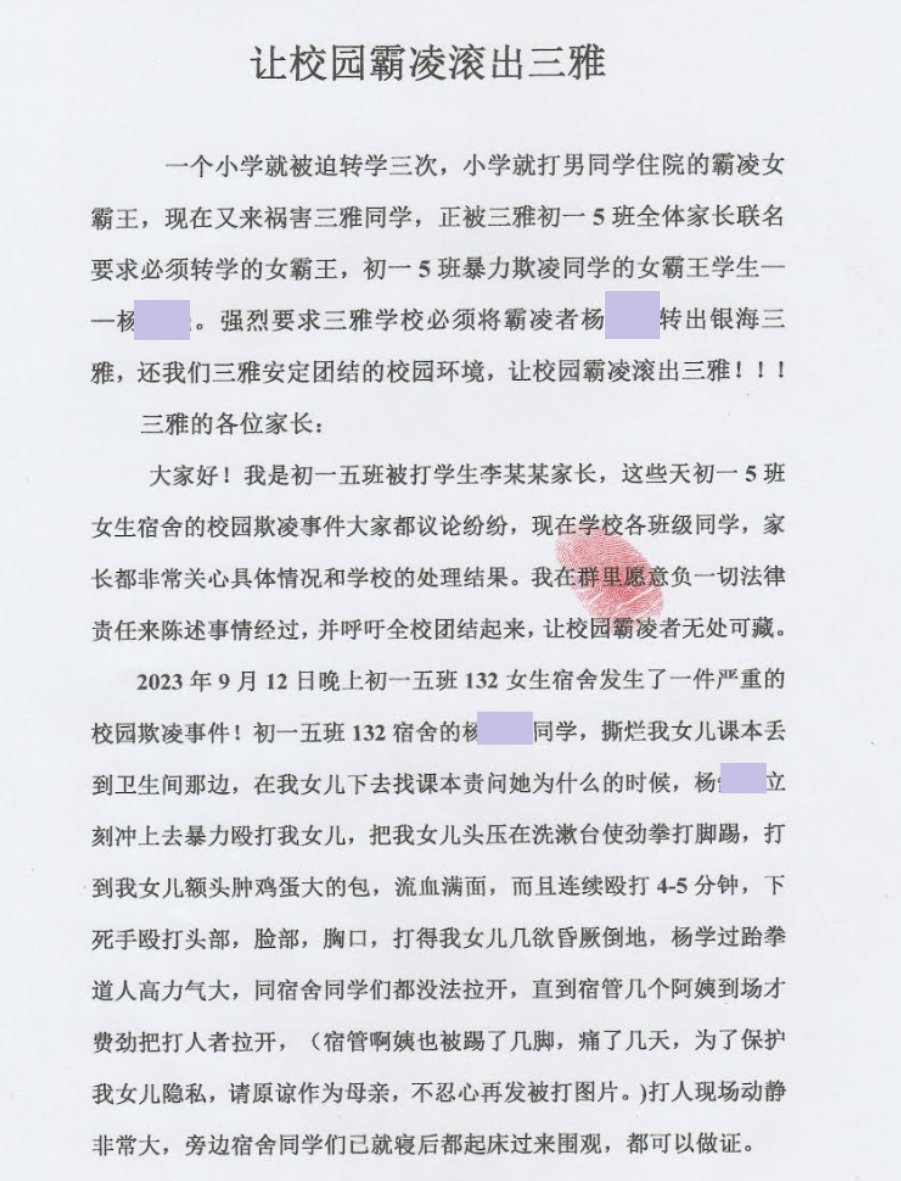 让校园霸凌滚出三雅
一个小学就被迫转学三次，小学就打男同学住院的霸凌女
霸王，现在又来祸害三雅同学，正被三雅初一 5 班全体家长联名
要求必须转学的女霸王，初一 5 班暴力欺凌同学的女霸王学生—
—杨。强烈要求三雅学校必须将霸凌者杨转出银海三
雅，还我们三雅安定团结的校园环境，让校园霸凌滚出三雅！！！
三雅的各位家长：
大家好！我是初一五班被打学生李某某家长，这些天初一 5 班
女生宿舍的校园欺凌事件大家都议论纷纷，现在学校各班级同学，家
长都非常关心具体情况和学校的处理结果。我在群里愿意负一切法律
责任来陈述事情经过，并呼吁全校团结起来，让校园霸凌者无处可藏。
2023 年 9 月 12 日晚上初一五班 132 女生宿舍发生了一件严重的
校园欺凌事件！初一五班 132 宿舍的杨同学，撕烂我女儿课本丢
到卫生间那边，在我女儿下去找课本责问她为什么的时候，杨立
刻冲上去暴力殴打我女儿，把我女儿头压在洗漱台使劲拳打脚踢，打
到我女儿额头肿鸡蛋大的包，流血满面，而且连续殴打 4-5 分钟，下
死手殴打头部，脸部，胸口，打得我女儿几欲昏厥倒地，杨学过跆拳
道人高力气大，同宿舍同学们都没法拉开，直到宿管几个阿姨到场才
费劲把打人者拉开，（宿管啊姨也被踢了几脚，痛了几天，为了保护
我女儿隐私，请原谅作为母亲，不忍心再发被打图片。)打人现场动静
非常大，旁边宿舍同学们已就寝后都起床过来围观，都可以做证。